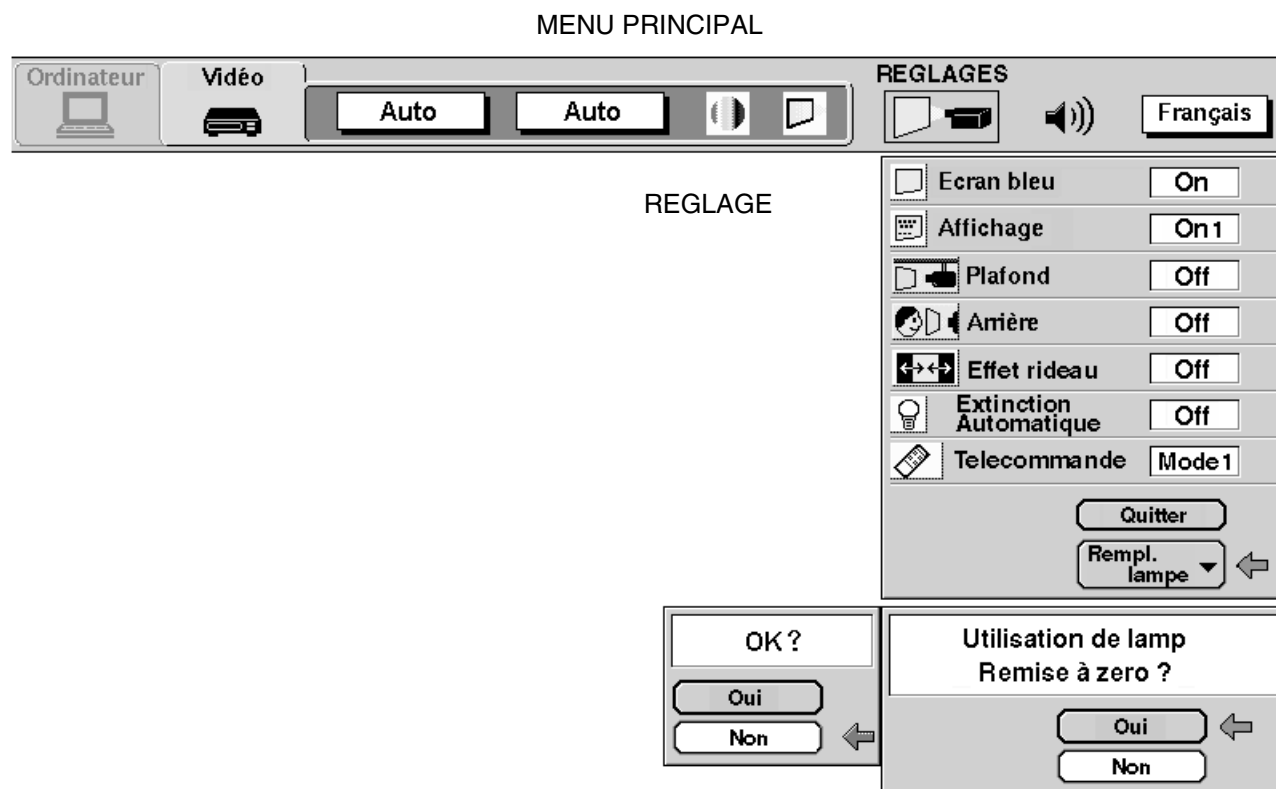 MENU PRINCIPAL
Ordinateur
Vidéo
Auto
Auto
REGLAGES
Français
REGLAGE
Ecran bleu On
Affichage On1
Plafond Off
Arrière Off
Effet rideau Off
Extinction
Automatique Off
Telecommande Mode1
Quitter
Rempl.
lampe
OK?
Oui
Non
Utilisation de lamp
Remise à zero ?
Oui
Non